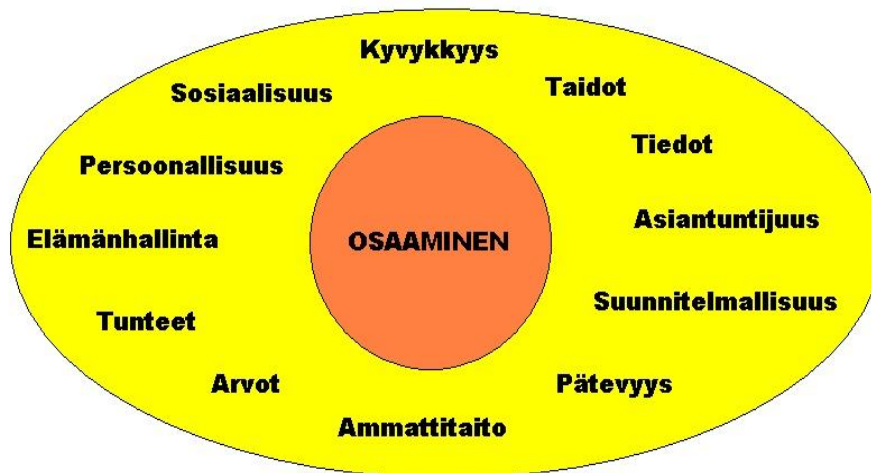 Kyvykkyys
Sosiaalisuus
Taidot
Tiedot
Persoonallisuus
Asiantuntijuus
Elämänhallinta
OSAAMINEN
Suunnitelmallisuus
Tunteet
Arvot
Pätevyys
Ammattitaito